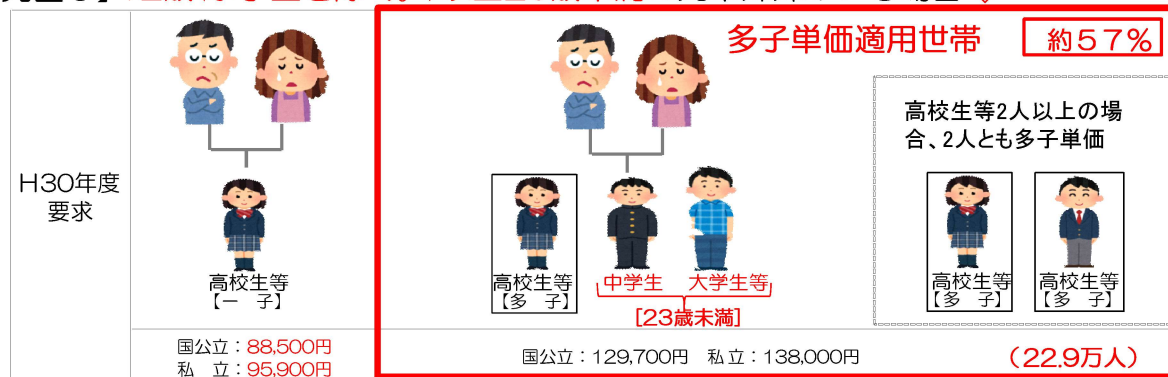 多子単価適用世帯
約57%
高校生等2人以上の場
合、2人とも多子単価
H30年度
要求
高校生等
【一 子】
高校生等
【多 子】
中学生 大学生等
[23歳未満]
高校生等
【多 子】
高校生等
【多 子】
国公立:88,500円
私 立:95,900円
国公立:129,700円 私立:138,000円
(22.9万人)